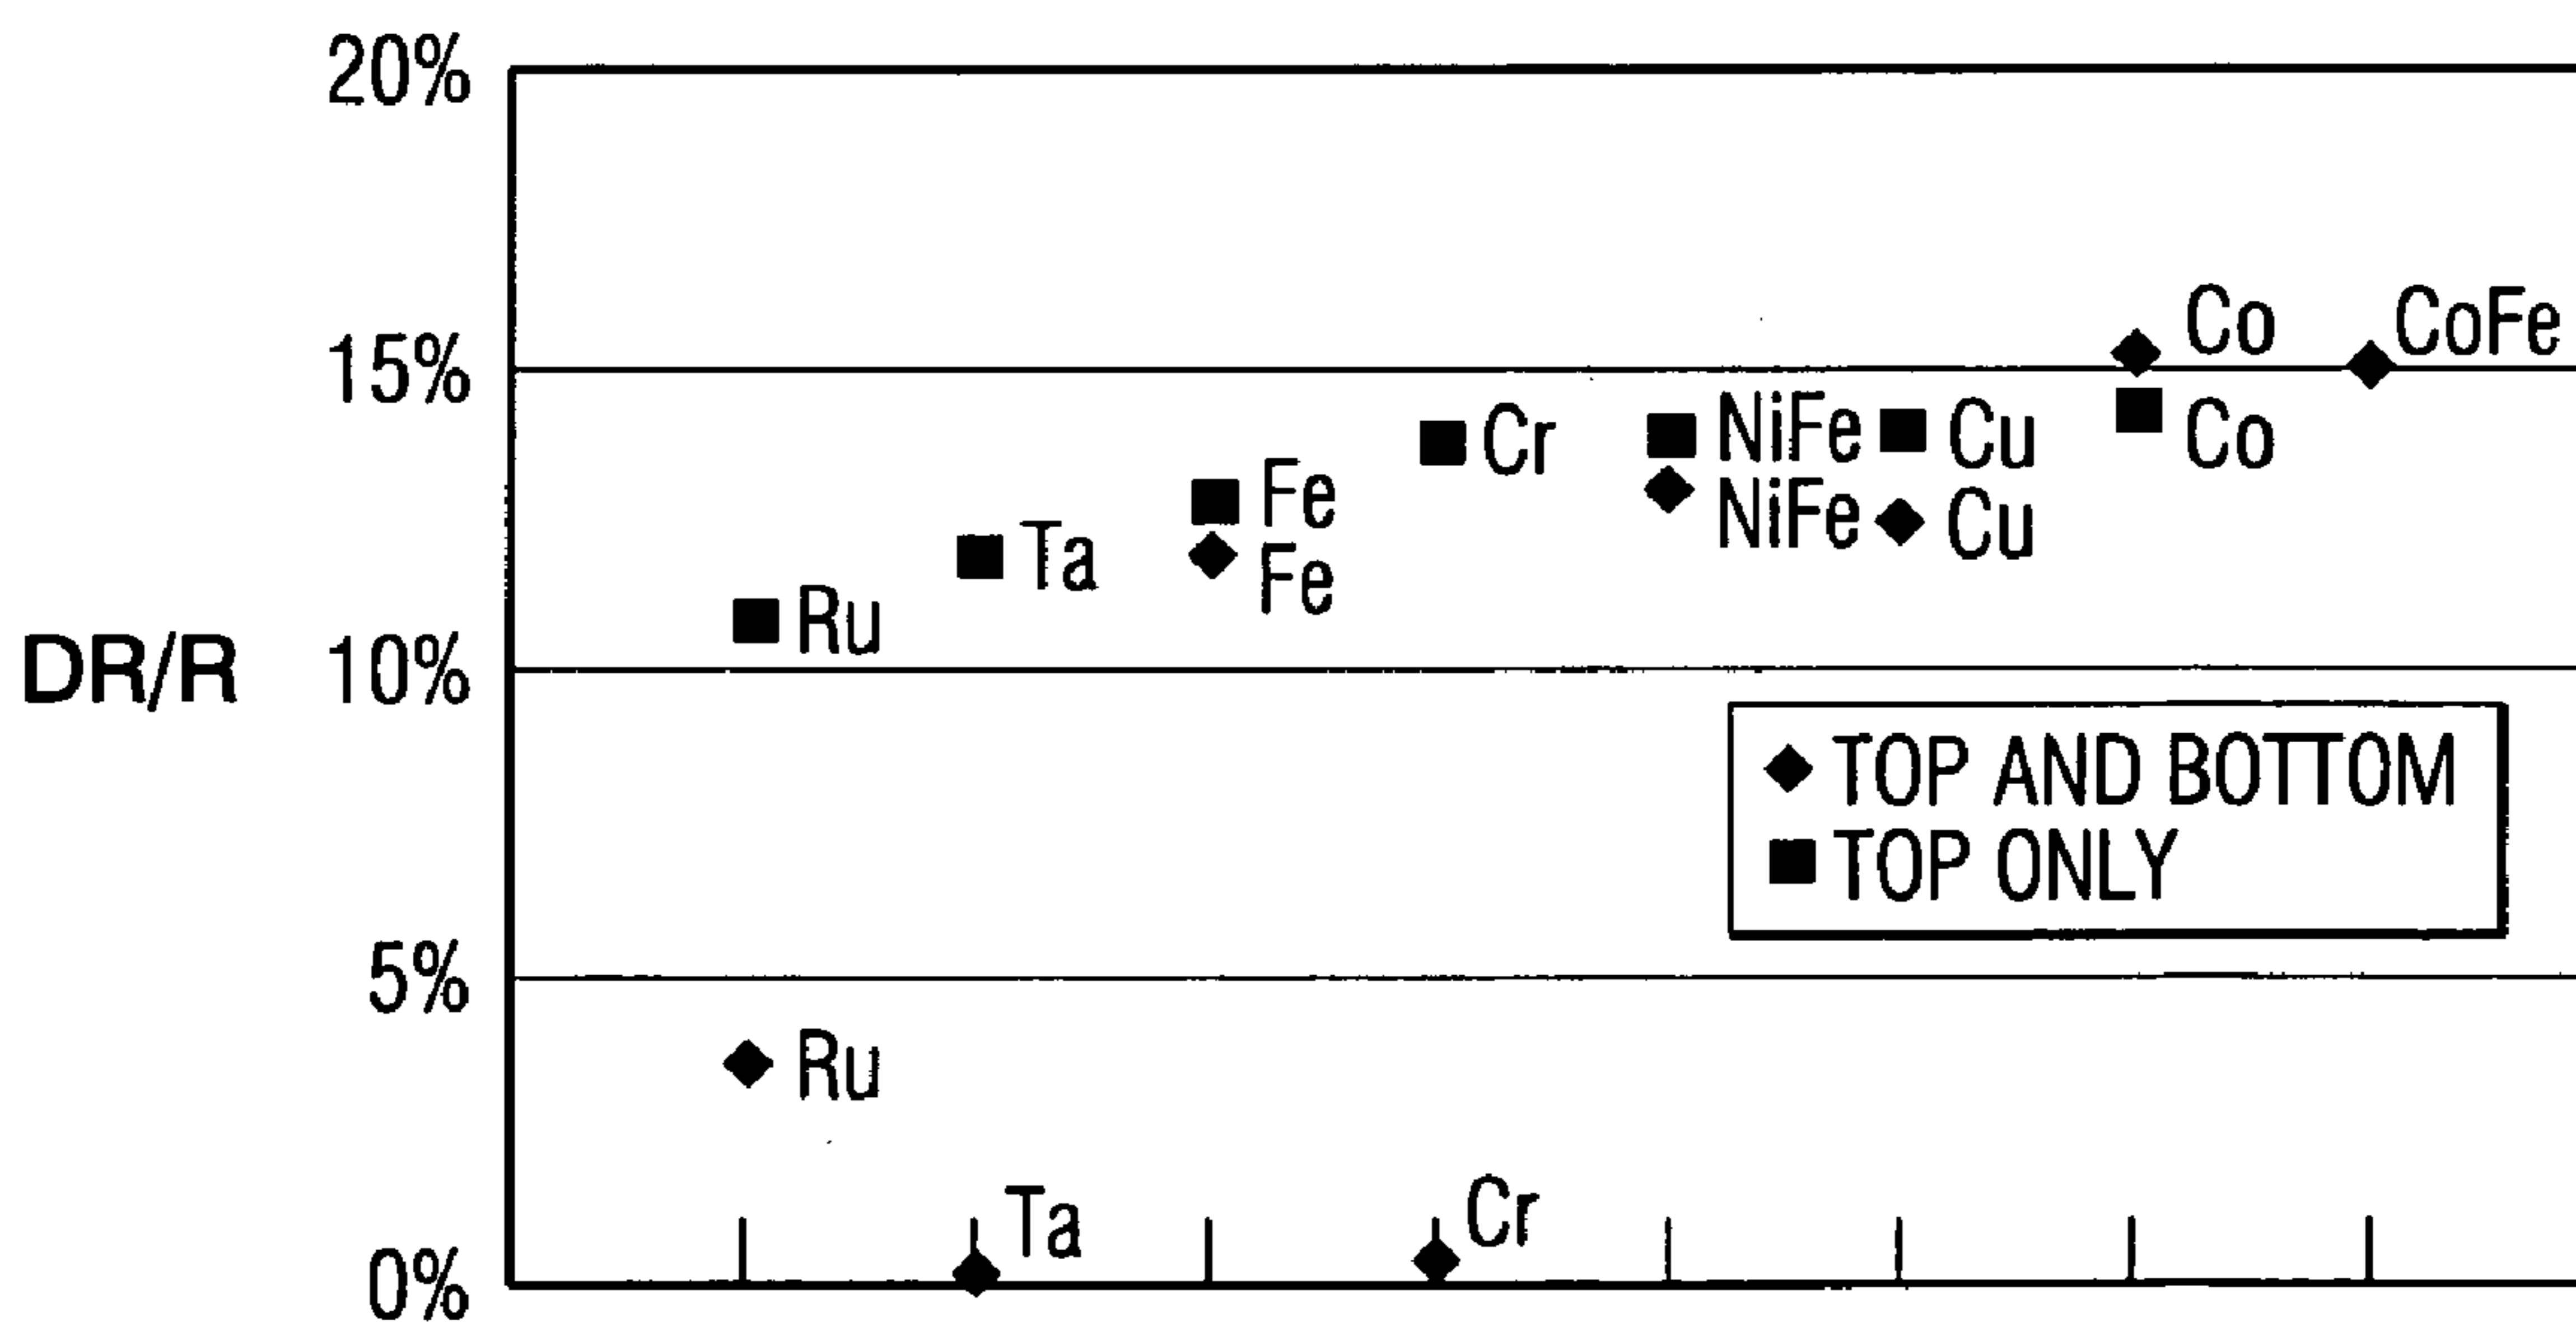 20%
Co
CoFe
15%
Cr
NiFe
Cu
Co
Fe
NiFe
Cu
Ta
Fe
Ru
DR/R
10%
TOP AND BOTTOM
TOP ONLY
5%
Ru
Ta
Cr
0%